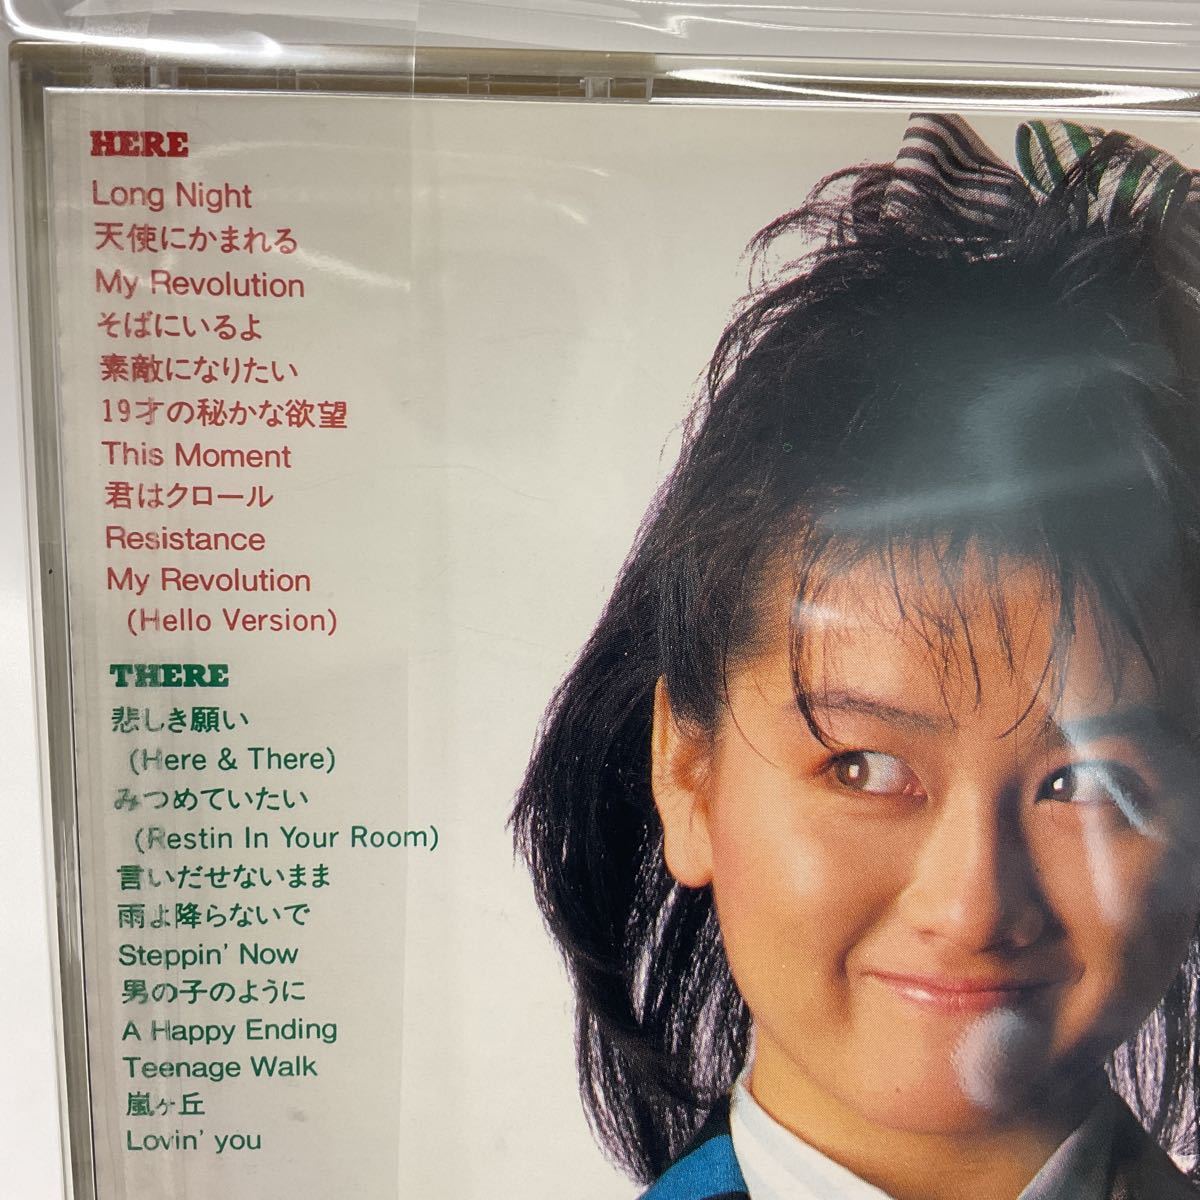 HERE
Long Night
天使にかまれる
My Revolution
そばにいるよ
素敵になりたい
19才の秘かな欲望
This Moment
君はクロール
Resistance
My Revolution
(Hello Version)
THERE
悲しき願い
(Here & There)
みつめていたい
(Restin In Your Room)
言いだせないまま
雨よ降らないで
Steppin' Now
男の子のように
A Happy Ending
Teenage Walk
嵐ヶ丘
Lovin' you